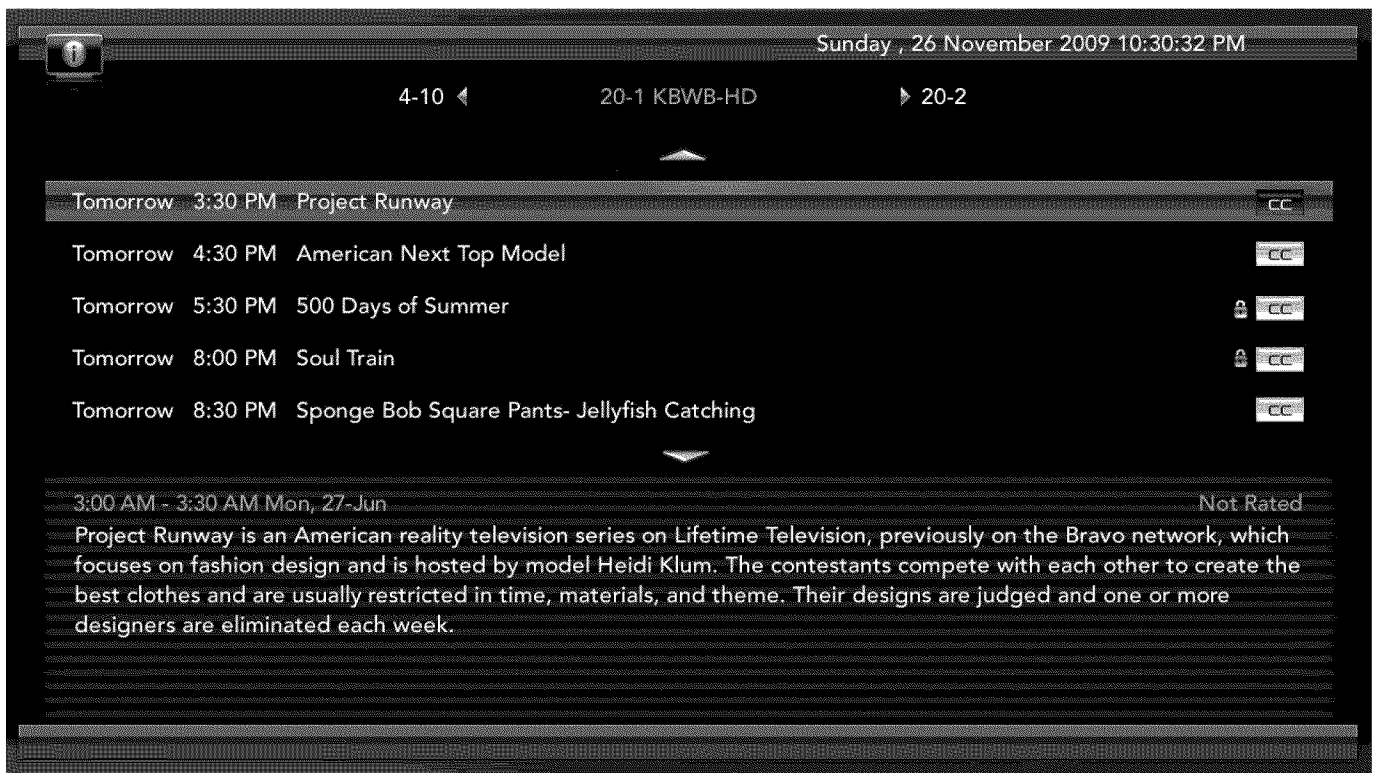 Sunday , 26 November 2009 10:30:32 PM
4-10 20-1 KBWB-HD 20-2
Tomorrow 3:30 PM Project Runway CC
Tomorrow 4:30 PM American Next Top Model CC
Tomorrow 5:30 PM 500 Days of Summer CC
Tomorrow 8:00 PM Soul Train CC
Tomorrow 8:30 PM Sponge Bob Square Pants- Jellyfish Catching CC
3:00 AM - 3:30 AM Mon, 27-Jun Not Rated
Project Runway is an American reality television series on Lifetime Television, previously on the Bravo network, which
focuses on fashion design and is hosted by model Heidi Klum. The contestants compete with each other to create the
best clothes and are usually restricted in time, materials, and theme. Their designs are judged and one or more
designers are eliminated each week.